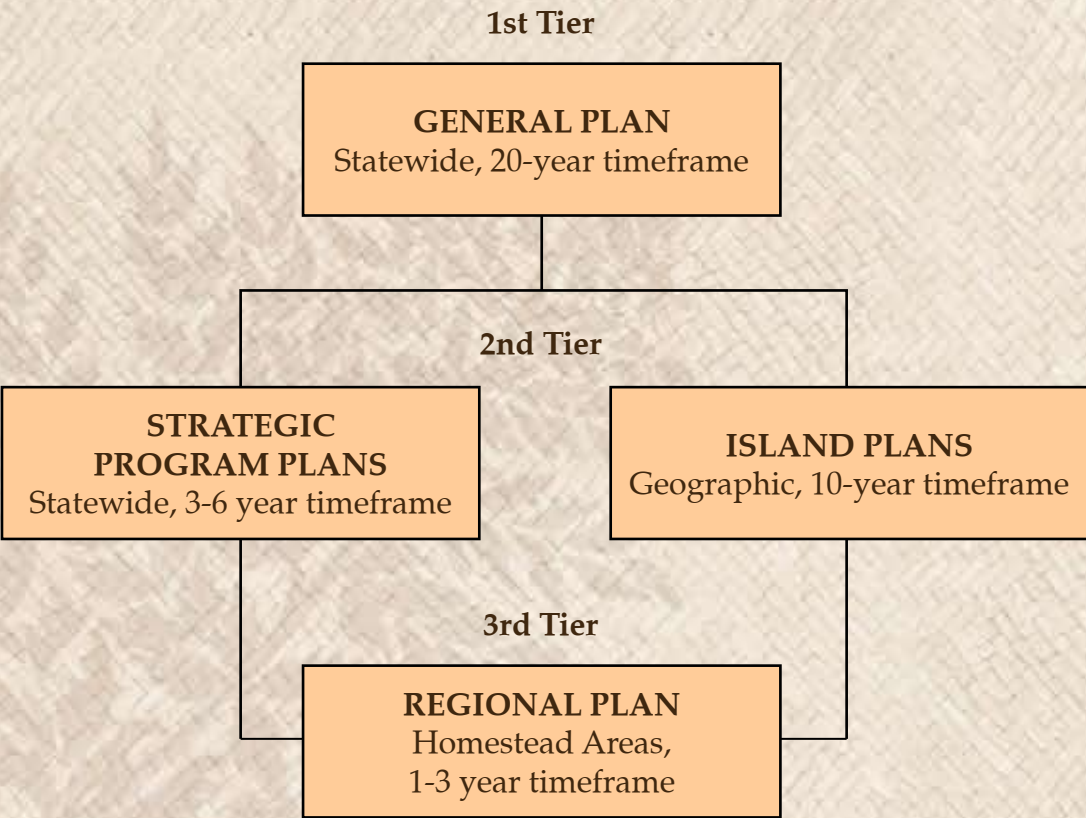 1st Tier
GENERAL PLAN
Statewide, 20-year timeframe
2nd Tier
STRATEGIC
PROGRAM PLANS
Statewide, 3-6 year timeframe
ISLAND PLANS
Geographic, 10-year timeframe
3rd Tier
REGIONAL PLAN
Homestead Areas,
1-3 year timeframe